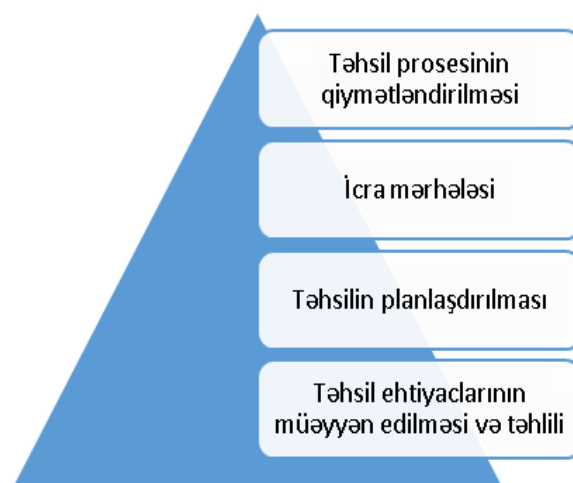 Təhsil prosesinin
qiymətləndirilməsi
İcra mərhələsi
Təhsilin planlaşdırılması
Təhsil ehtiyaclarının
müəyyən edilməsi və təhlili